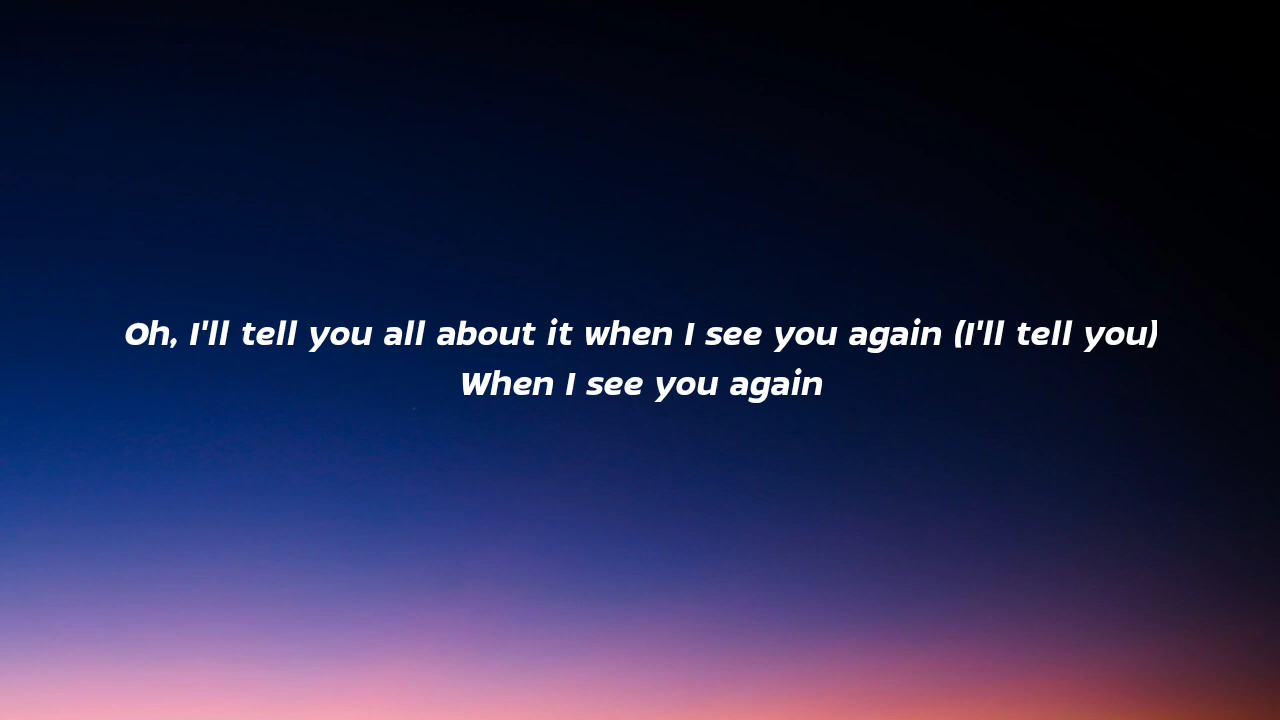 Oh, I'll tell you all about it when I see you again (I'll tell you)
When I see you again